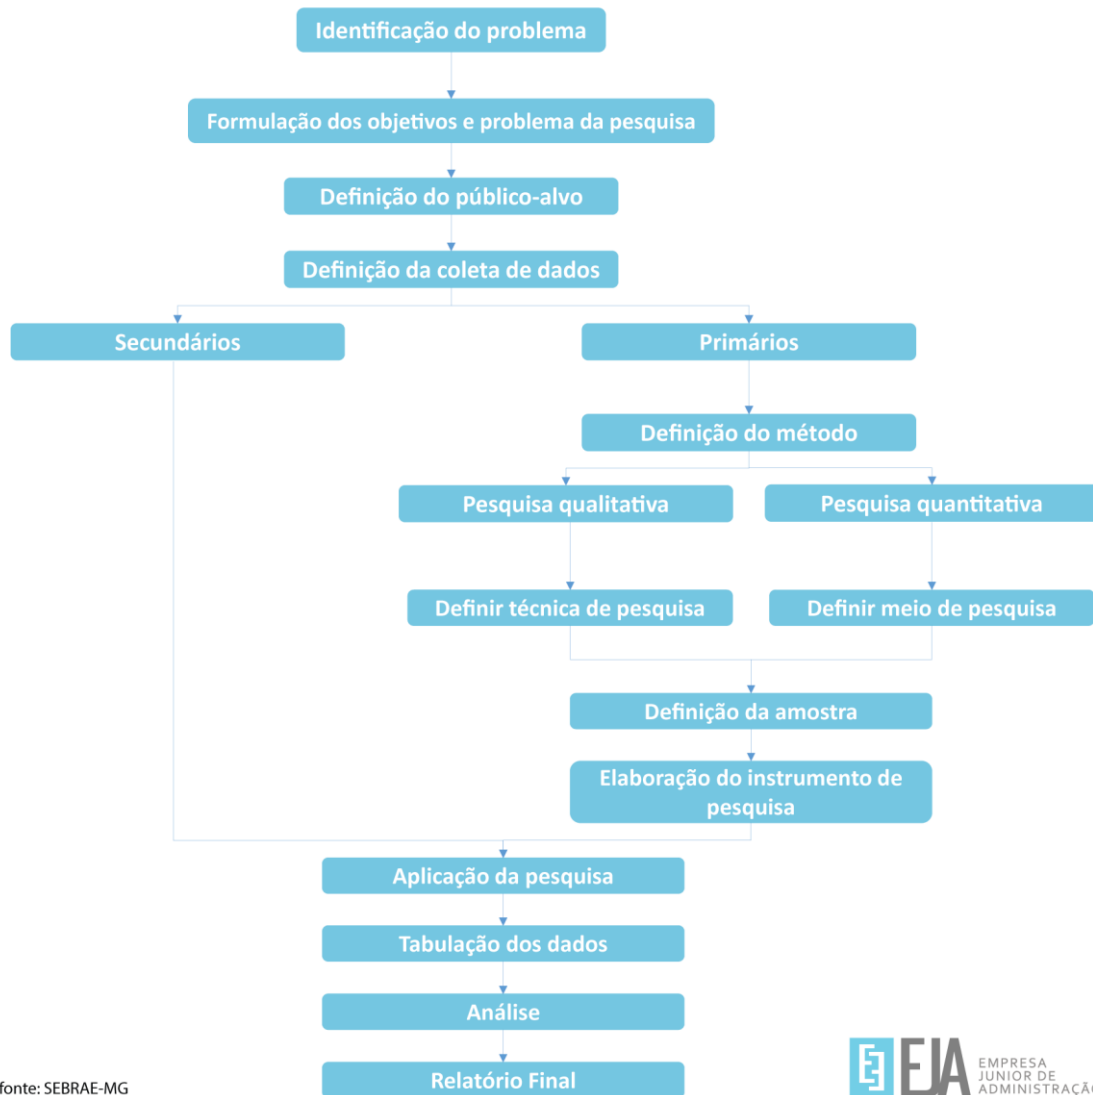 Identificação do problema
Formulação dos objetivos e problema da pesquisa
Definição do público-alvo
Definição da coleta de dados
Secundários
Primários
Definição do método
Pesquisa qualitativa
Pesquisa quantitativa
Definir técnica de pesquisa
Definir meio de pesquisa
Definição da amostra
Elaboração do instrumento de
pesquisa
Aplicação da pesquisa
Tabulação dos dados
Análise
Relatório Final
fonte: SEBRAE-MG
EJA
EMPRESA
JUNIOR DE
ADMINISTRAÇÃO